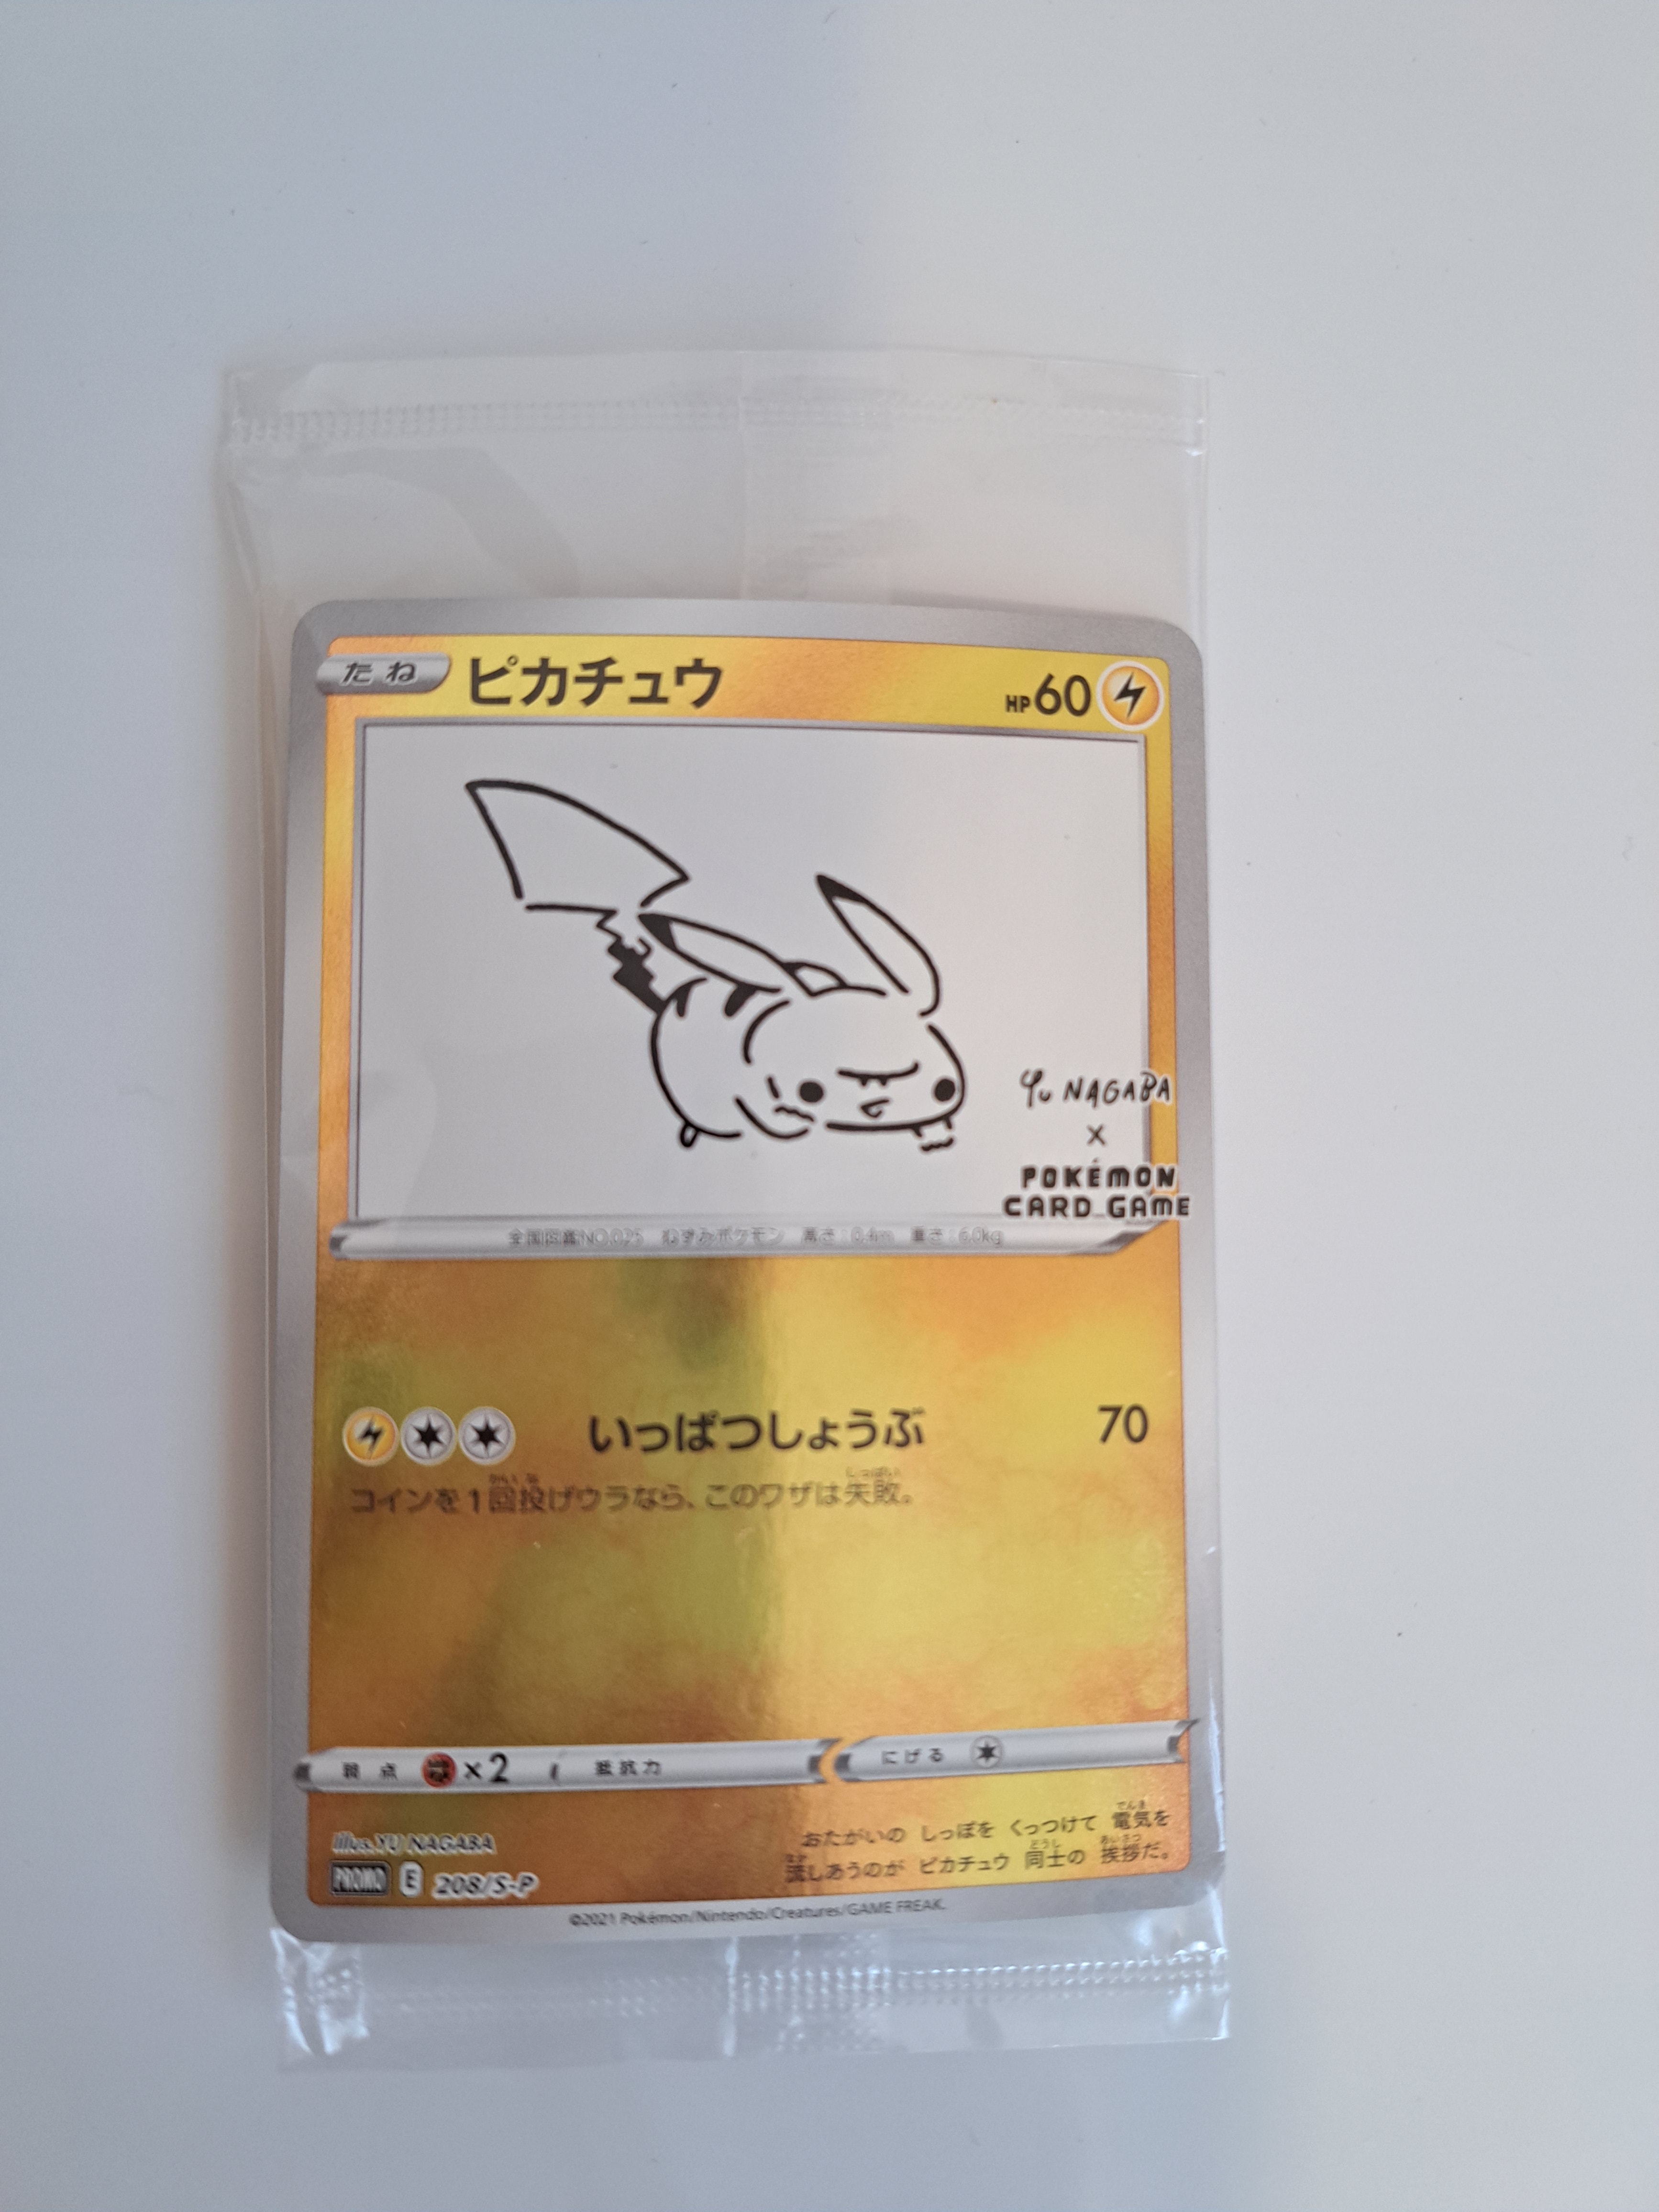 たね ピカチュウ HP60
Yu NAGABA
×
POKÉMON
CARD GAME
全国図鑑NO.025 ねずみポケモン 高さ:0.4m 重さ:6.0kg
いっぱつしょうぶ 70
コインを1回投げウラなら、このワザは失敗。
弱点 ×2 抵抗力 にげる
おたがいの しっぽを くっつけて 電気を
流しあうのが ピカチュウ 同士の 挨拶だ。
illus.YU NAGABA
PROMO E 208/S-P
©2021 Pokémon/Nintendo/Creatures/GAME FREAK.